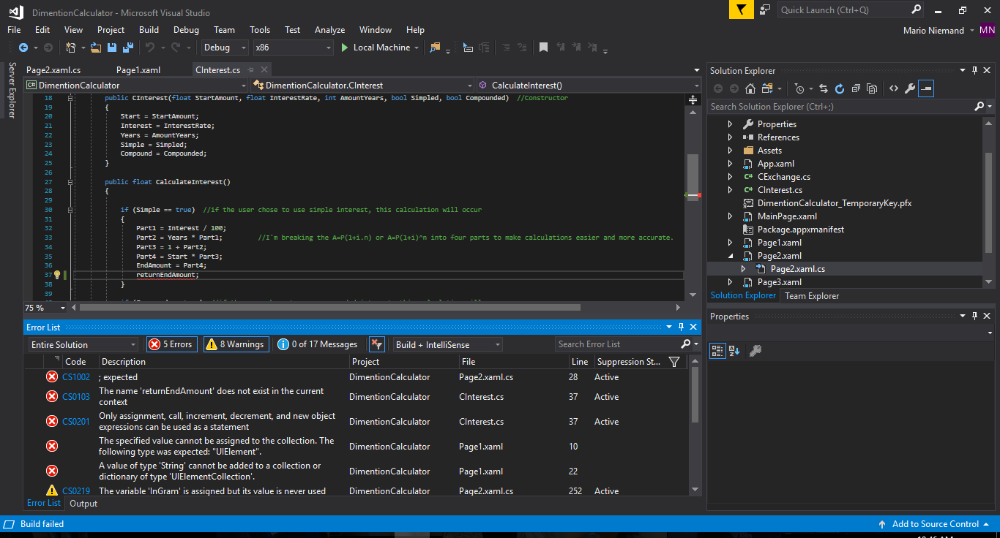 DimentionCalculator - Microsoft Visual Studio
Quick Launch (Ctrl+Q)
File Edit View Project Build Debug Team Tools Test Analyze Window Help
Mario Niemand MN
Debug x86 Local Machine
Server Explorer
Page2.xaml.cs Page1.xaml CInterest.cs
C# DimentionCalculator DimentionCalculator.CInterest CalculateInterest()
18 public CInterest(float StartAmount, float InterestRate, int AmountYears, bool Simpled, bool Compounded) //Constructor
19 {
20 Start = StartAmount;
21 Interest = InterestRate;
22 Years = AmountYears;
23 Simple = Simpled;
24 Compound = Compounded;
25 }
26
27 public float CalculateInterest()
28 {
29
30 if (Simple == true) //if the user chose to use simple interest, this calculation will occur
31 {
32 Part1 = Interest / 100;
33 Part2 = Years * Part1; //I'm breaking the A=P(1+i.n) or A=P(1+i)^n into four parts to make calculations easier and more accurate.
34 Part3 = 1 + Part2;
35 Part4 = Start * Part3;
36 EndAmount = Part4;
37 returnEndAmount;
38 }
39
75 %
Error List
Entire Solution 5 Errors 8 Warnings 0 of 17 Messages Build + IntelliSense Search Error List
Code Description Project File Line Suppression St...
CS1002 ; expected DimentionCalculator Page2.xaml.cs 28 Active
CS0103 The name 'returnEndAmount' does not exist in the current
context DimentionCalculator CInterest.cs 37 Active
CS0201 Only assignment, call, increment, decrement, and new object
expressions can be used as a statement DimentionCalculator CInterest.cs 37 Active
The specified value cannot be assigned to the collection. The
following type was expected: "UIElement". DimentionCalculator Page1.xaml 10
A value of type 'String' cannot be added to a collection or
dictionary of type 'UIElementCollection'. DimentionCalculator Page1.xaml 22
CS0219 The variable 'InGram' is assigned but its value is never used DimentionCalculator Page2.xaml.cs 252 Active
Error List Output
Solution Explorer
Search Solution Explorer (Ctrl+;)
Properties
References
Assets
App.xaml
C# CExchange.cs
C# CInterest.cs
DimentionCalculator_TemporaryKey.pfx
MainPage.xaml
Package.appxmanifest
Page1.xaml
Page2.xaml
Page2.xaml.cs
Page3.xaml
Solution Explorer Team Explorer
Properties
Build failed
Add to Source Control